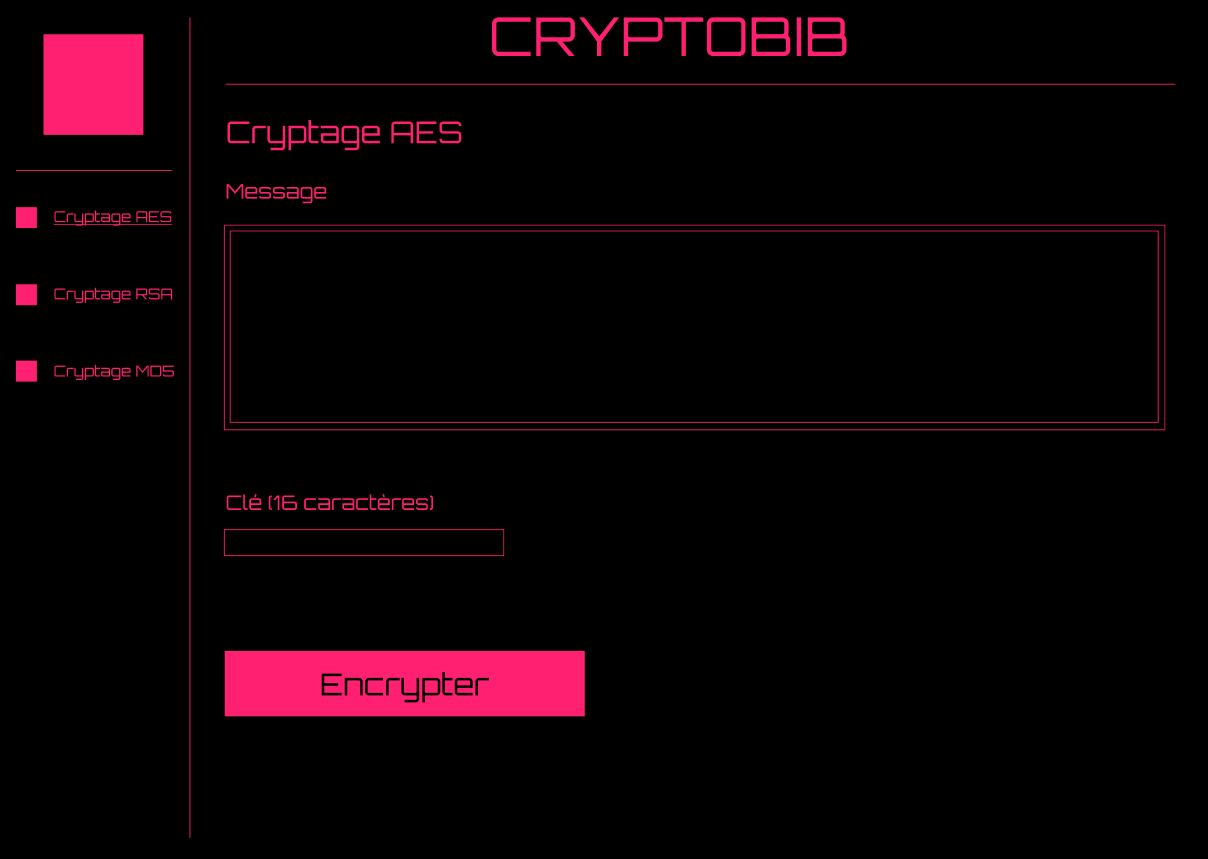 CRYPTOBIB
Cryptage AES
Cryptage RSA
Cryptage MD5
Cryptage AES
Message
Clé (16 caractères)
Encrypter